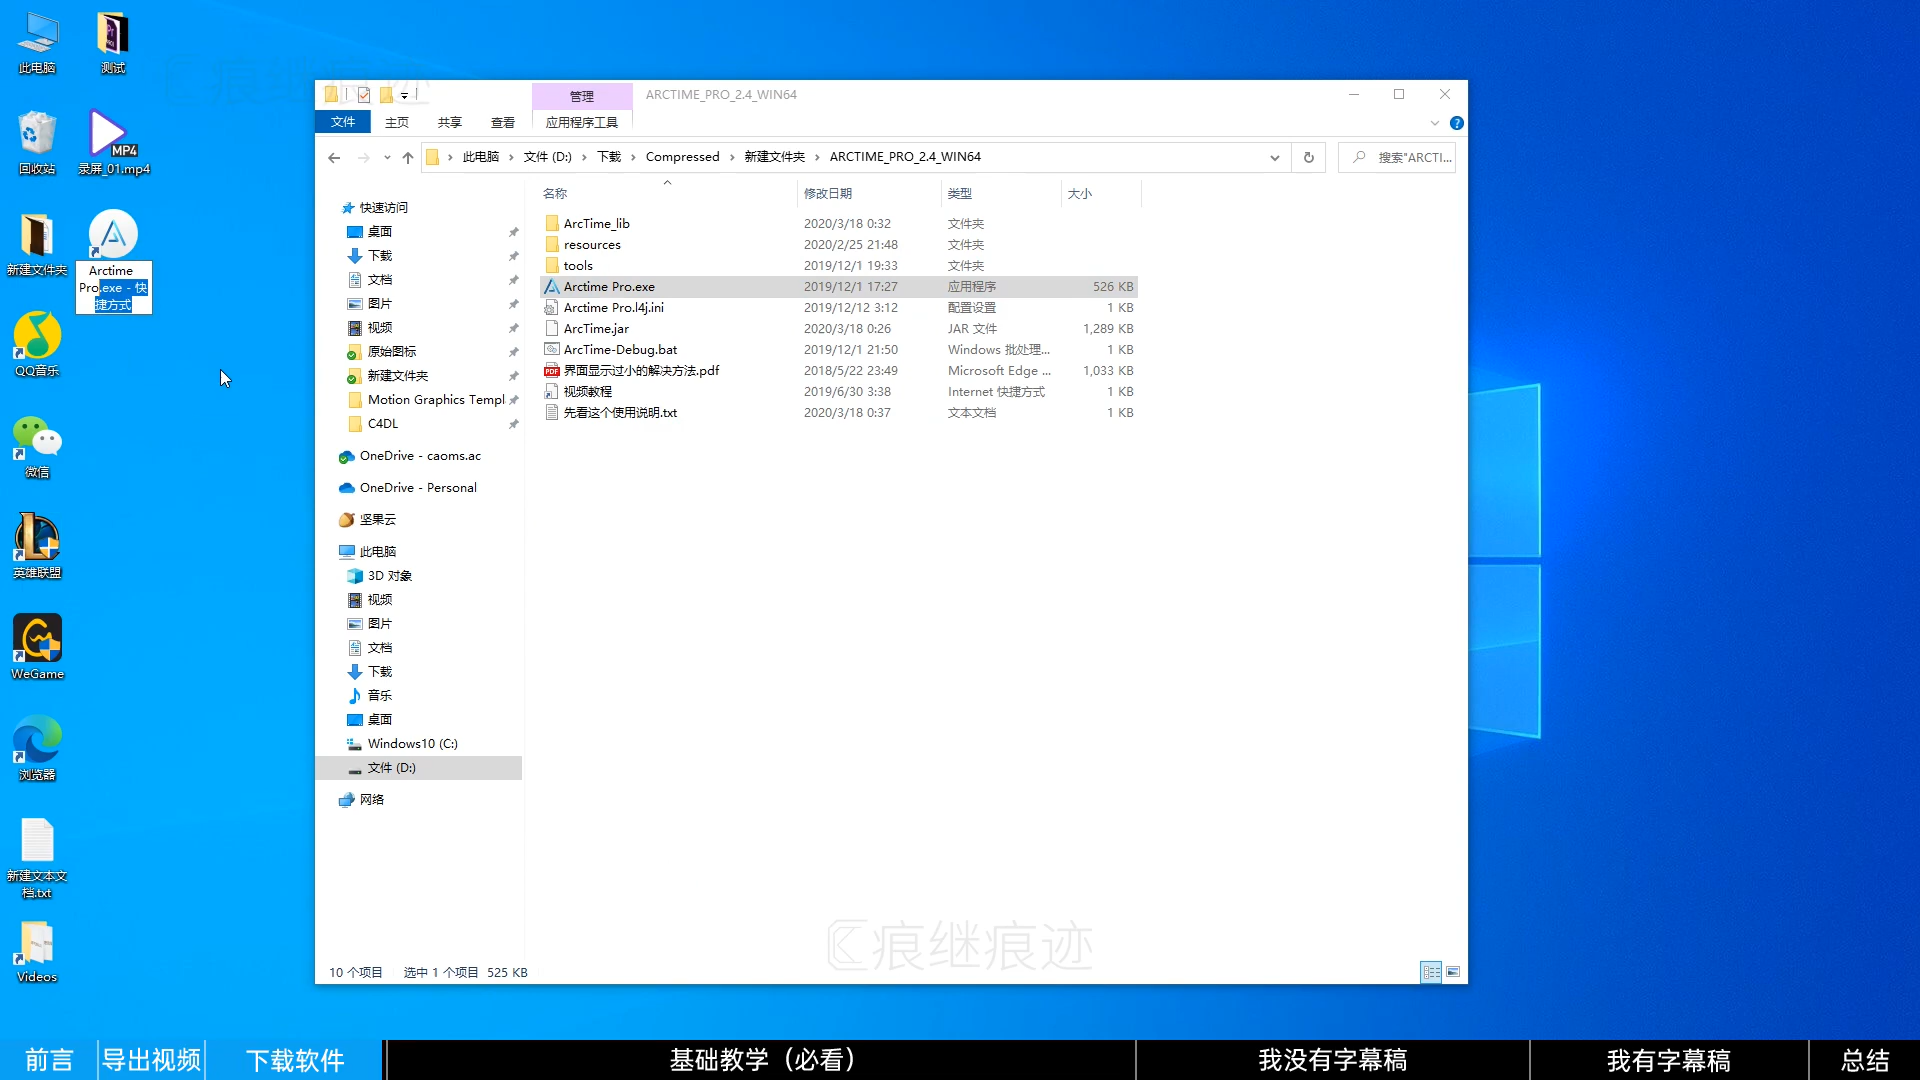 此电脑
测试
回收站
MP4
录屏_01.mp4
新建文件夹
Arctime
Pro.exe - 快
捷方式
QQ音乐
微信
英雄联盟
WeGame
浏览器
新建文本文
档.txt
Videos
痕继痕迹
管理
ARCTIME_PRO_2.4_WIN64
文件
主页
共享
查看
应用程序工具
此电脑
文件 (D:)
下载
Compressed
新建文件夹
ARCTIME_PRO_2.4_WIN64
搜索"ARCTI...
名称
修改日期
类型
大小
快速访问
桌面
下载
文档
图片
视频
原始图标
新建文件夹
Motion Graphics Templ
C4DL
OneDrive - caoms.ac
OneDrive - Personal
坚果云
此电脑
3D 对象
视频
图片
文档
下载
音乐
桌面
Windows10 (C:)
文件 (D:)
网络
ArcTime_lib 2020/3/18 0:32 文件夹
resources 2020/2/25 21:48 文件夹
tools 2019/12/1 19:33 文件夹
Arctime Pro.exe 2019/12/1 17:27 应用程序 526 KB
Arctime Pro.l4j.ini 2019/12/12 3:12 配置设置 1 KB
ArcTime.jar 2020/3/18 0:26 JAR 文件 1,289 KB
ArcTime-Debug.bat 2019/12/1 21:50 Windows 批处理... 1 KB
PDF 界面显示过小的解决方法.pdf 2018/5/22 23:49 Microsoft Edge ... 1,033 KB
视频教程 2019/6/30 3:38 Internet 快捷方式 1 KB
先看这个使用说明.txt 2020/3/18 0:37 文本文档 1 KB
痕继痕迹
10 个项目 选中 1 个项目 525 KB
前言
导出视频
下载软件
基础教学（必看）
我没有字幕稿
我有字幕稿
总结